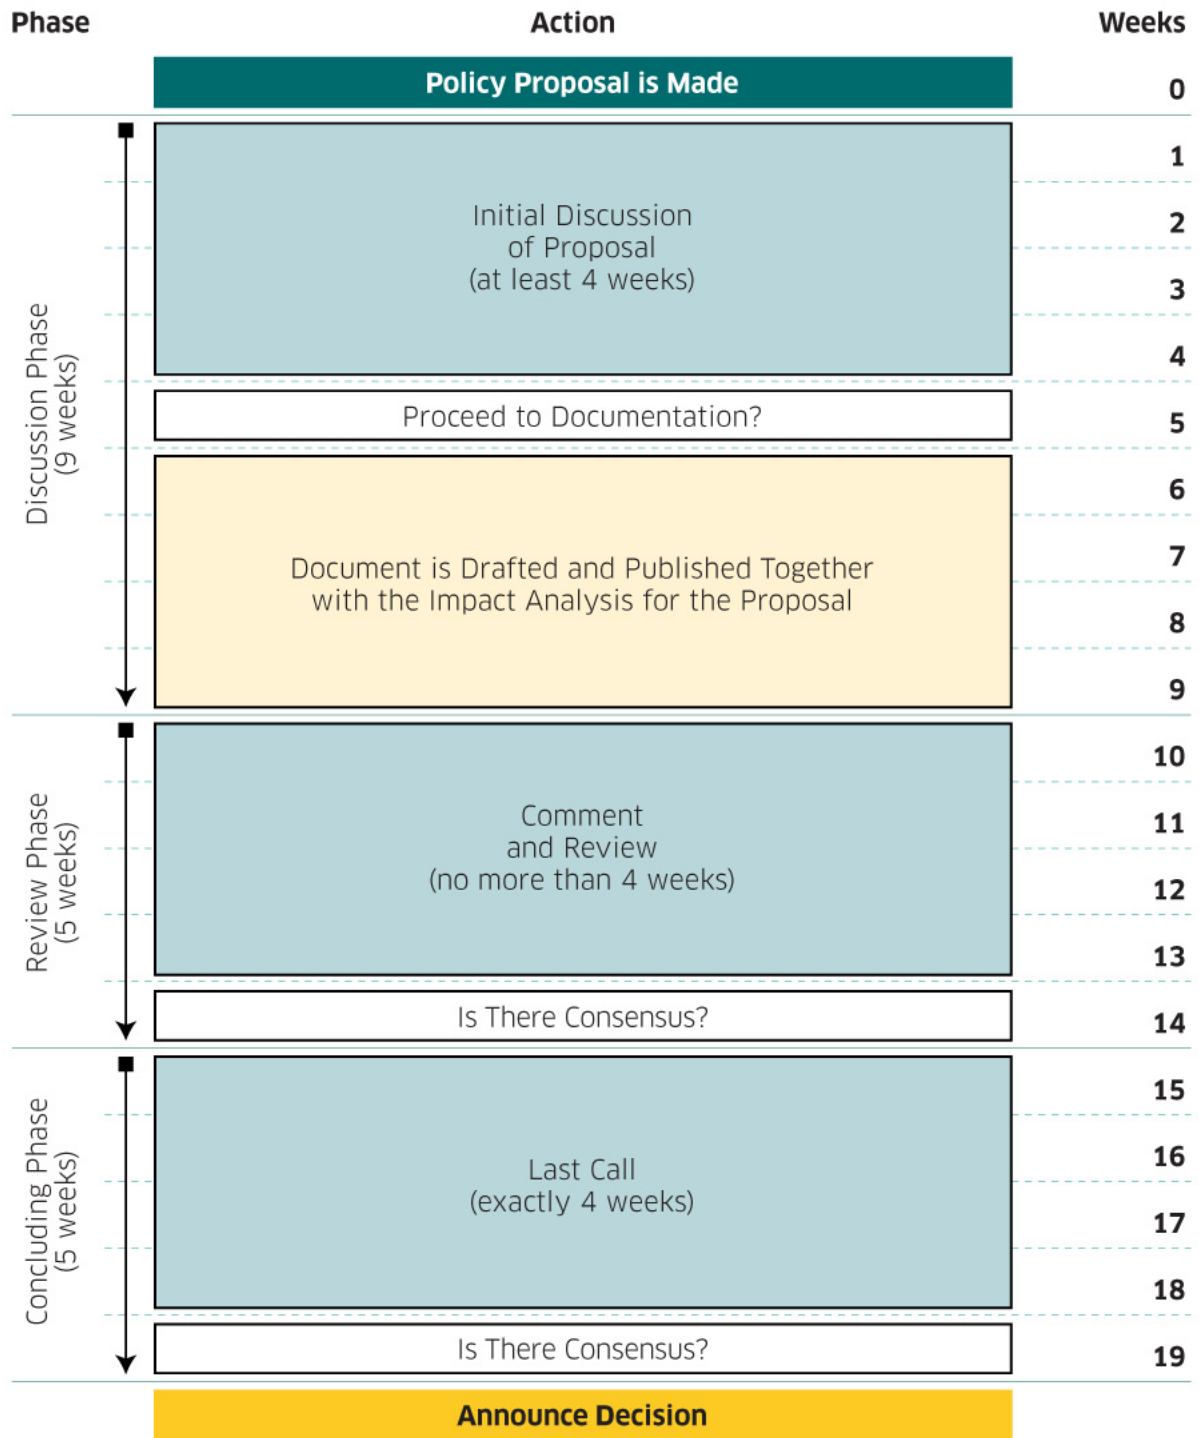 Phase Action Weeks
Policy Proposal is Made 0
1
Initial Discussion 2
of Proposal
(at least 4 weeks) 3
4
Discussion Phase
(9 weeks)
Proceed to Documentation? 5
6
Document is Drafted and Published Together 7
with the Impact Analysis for the Proposal 8
9
10
Comment 11
and Review
(no more than 4 weeks) 12
13
Review Phase
(5 weeks)
Is There Consensus? 14
15
Last Call 16
(exactly 4 weeks) 17
18
Concluding Phase
(5 weeks)
Is There Consensus? 19
Announce Decision